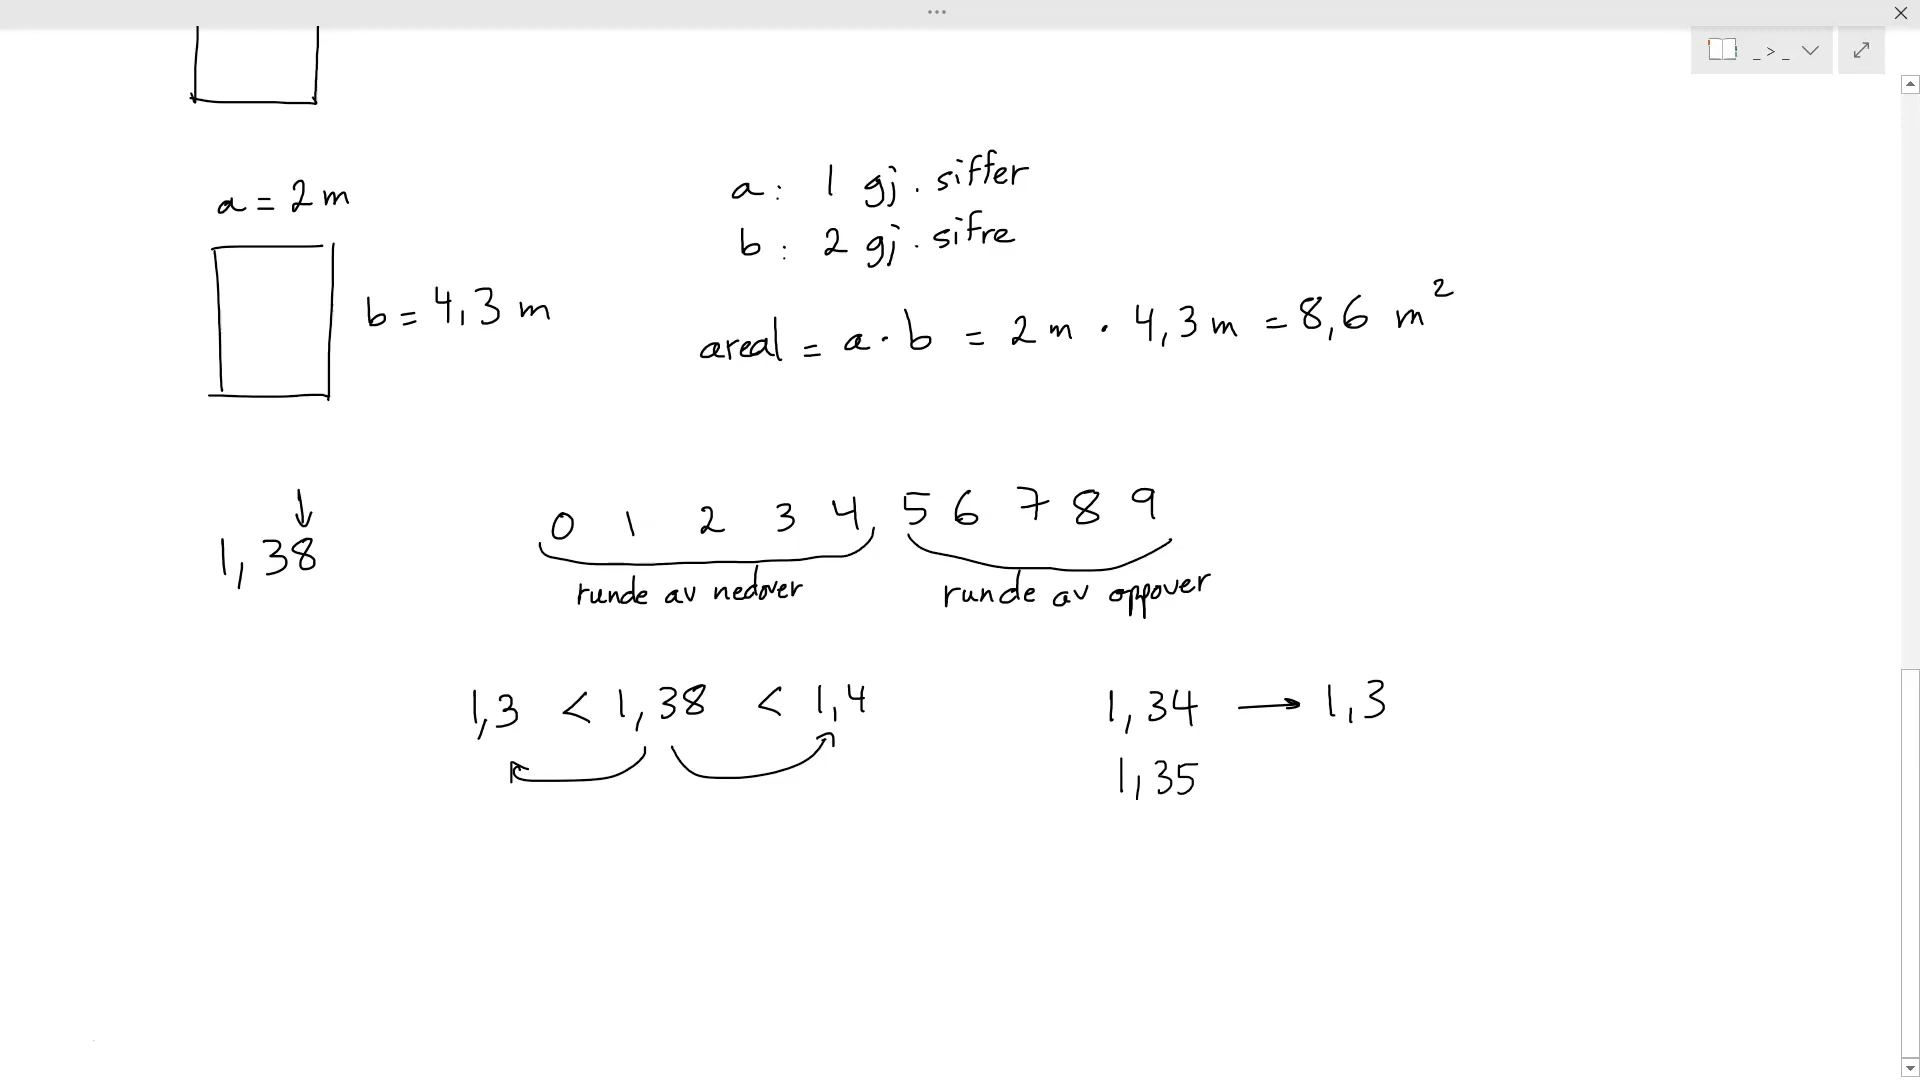 a = 2 m
b = 4,3 m
a : 1 gj. siffer
b : 2 gj. sifre
areal = a · b = 2 m · 4,3 m = 8,6 m²
1,38
0 1 2 3 4, 5 6 7 8 9
runde av nedover runde av oppover
1,3 < 1,38 < 1,4
1,34 → 1,3
1,35